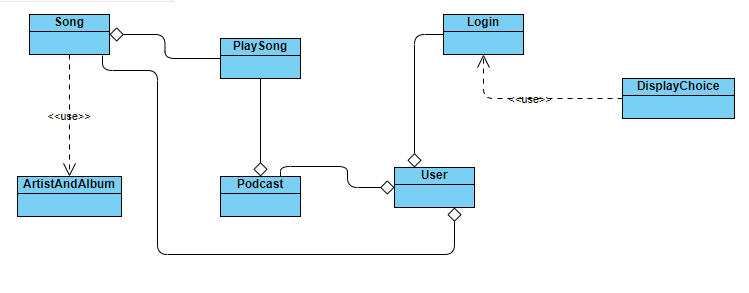 Song
Login
PlaySong
DisplayChoice
<<use>>
<<use>>
ArtistAndAlbum
Podcast
User